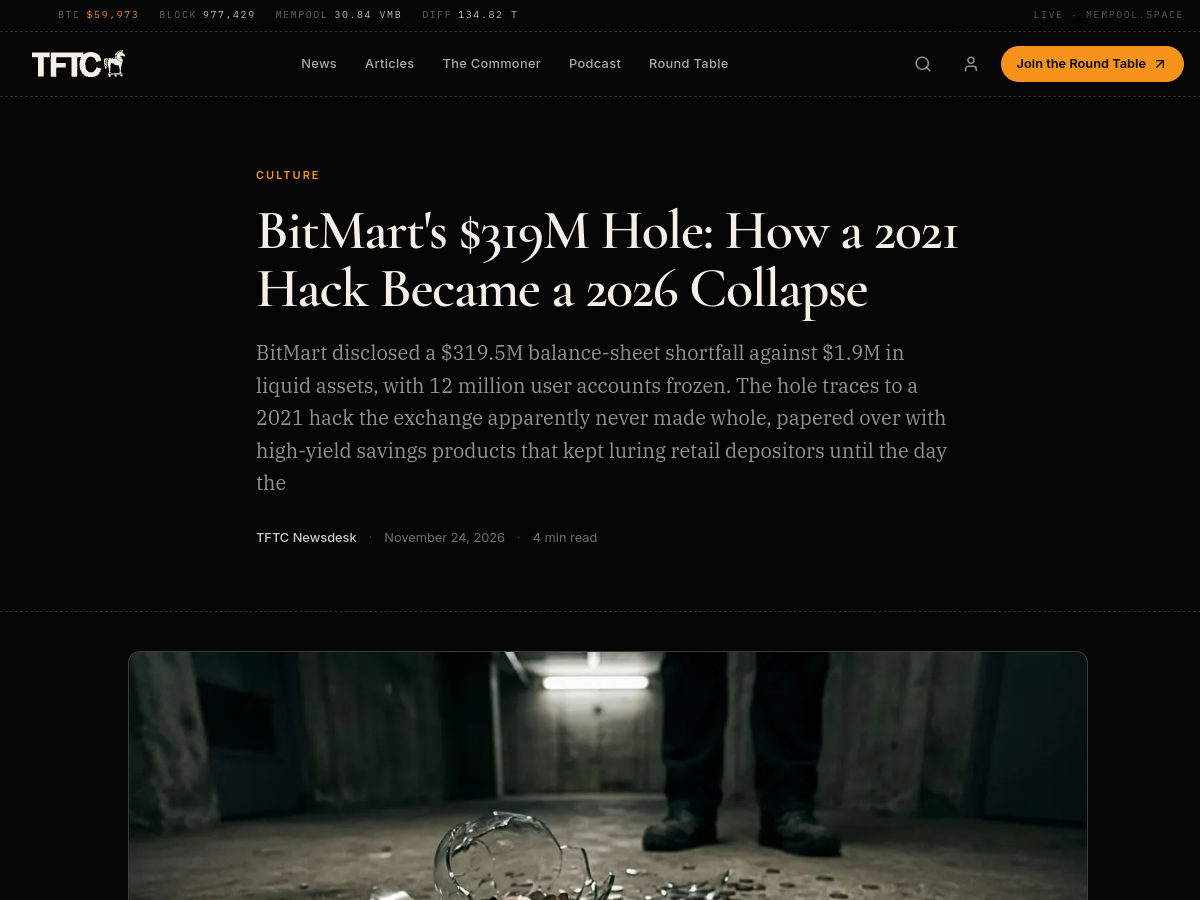 BTC $59,973 BLOCK 977,429 MEMPOOL 30.84 VMB DIFF 134.82 T LIVE · MEMPOOL.SPACE
TFTC News Articles The Commoner Podcast Round Table Join the Round Table
CULTURE
BitMart's $319M Hole: How a 2021
Hack Became a 2026 Collapse
BitMart disclosed a $319.5M balance-sheet shortfall against $1.9M in
liquid assets, with 12 million user accounts frozen. The hole traces to a
2021 hack the exchange apparently never made whole, papered over with
high-yield savings products that kept luring retail depositors until the day
the
TFTC Newsdesk · November 24, 2026 · 4 min read